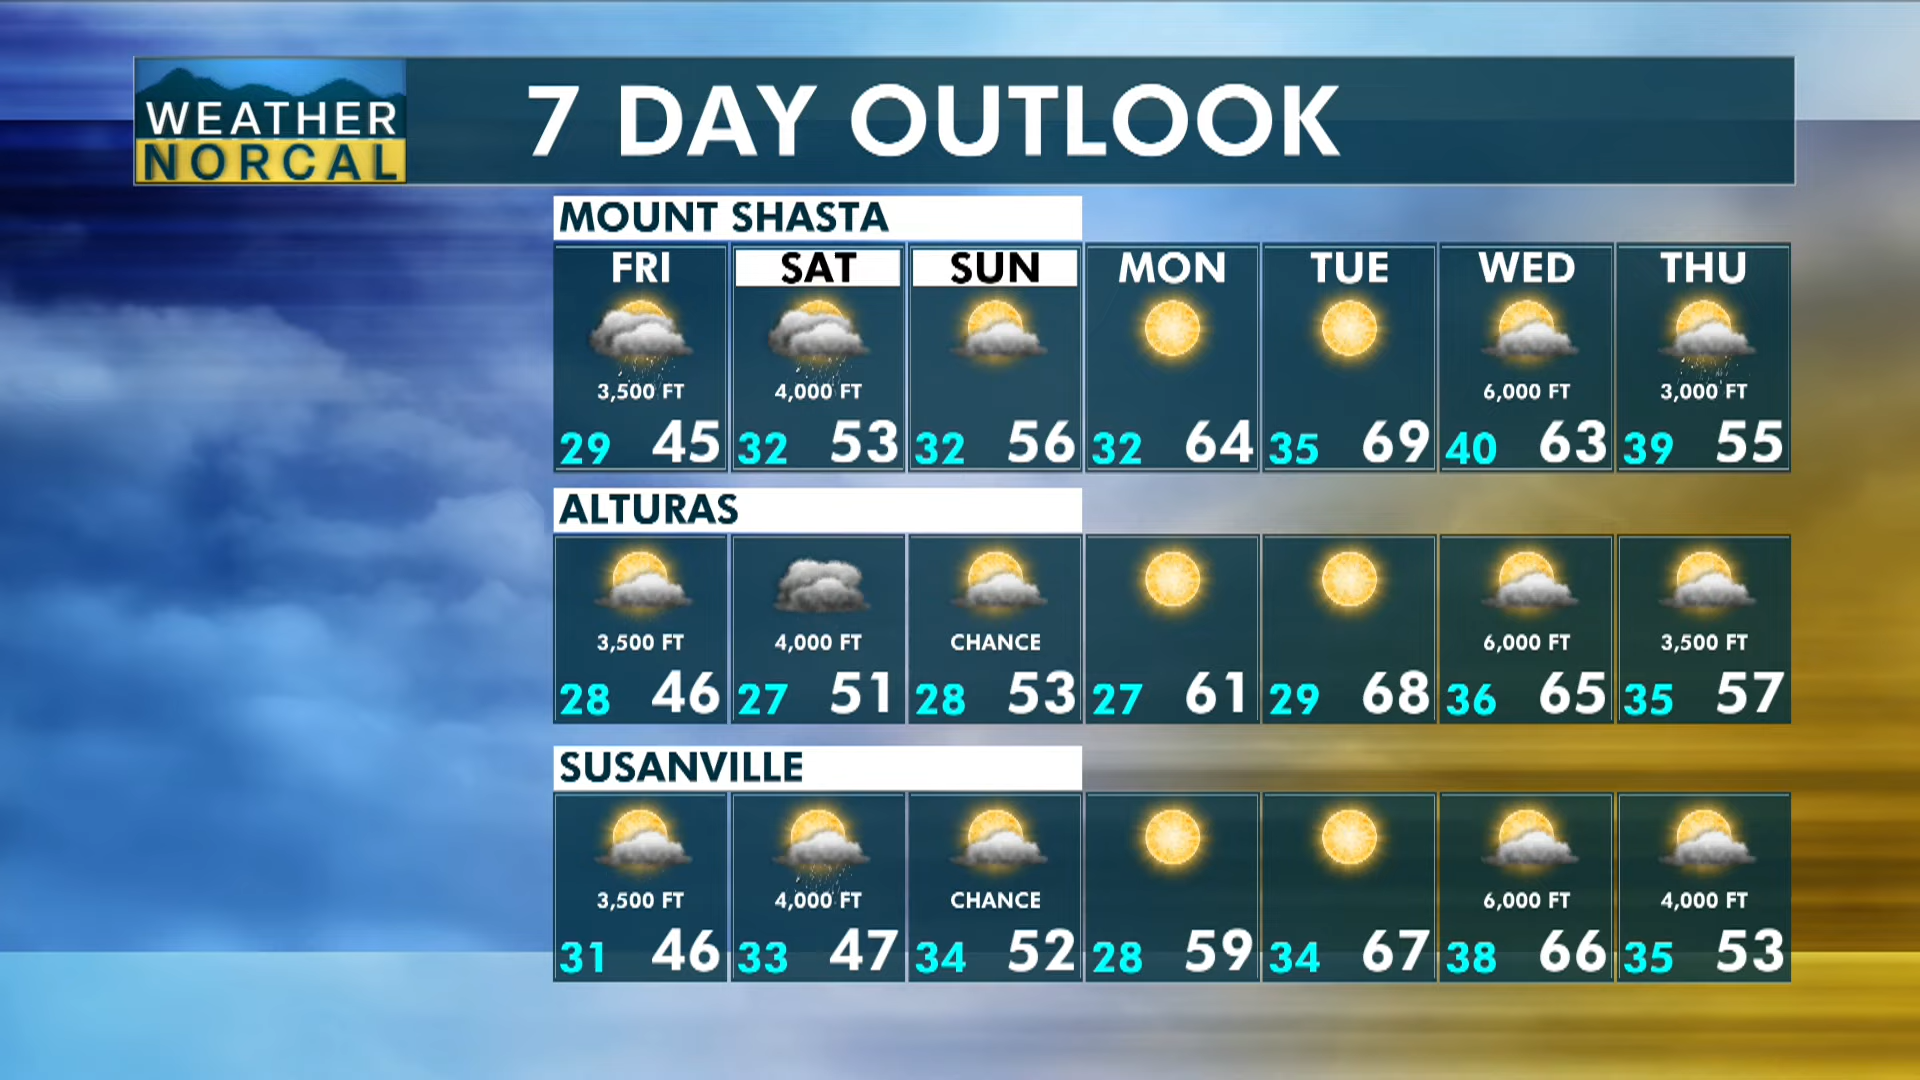 WEATHER
NORCAL
7 DAY OUTLOOK
MOUNT SHASTA
FRI SAT SUN MON TUE WED THU
3,500 FT 4,000 FT 6,000 FT 3,000 FT
29 45 32 53 32 56 32 64 35 69 40 63 39 55
ALTURAS
3,500 FT 4,000 FT CHANCE 6,000 FT 3,500 FT
28 46 27 51 28 53 27 61 29 68 36 65 35 57
SUSANVILLE
3,500 FT 4,000 FT CHANCE 6,000 FT 4,000 FT
31 46 33 47 34 52 28 59 34 67 38 66 35 53